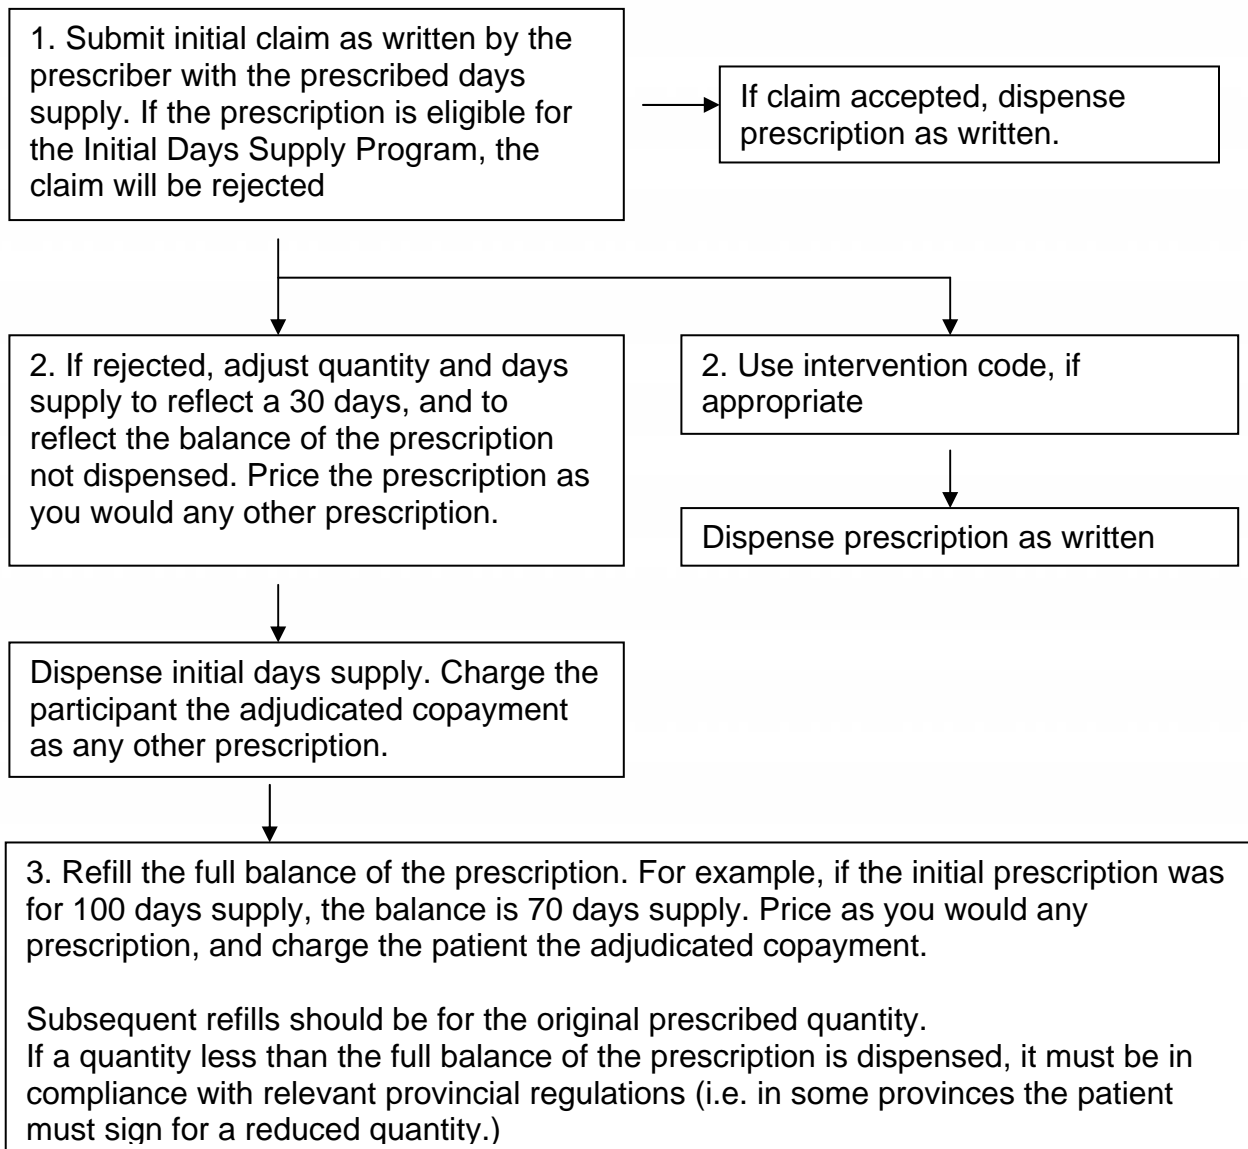 1. Submit initial claim as written by the
prescriber with the prescribed days
supply. If the prescription is eligible for
the Initial Days Supply Program, the
claim will be rejected
If claim accepted, dispense
prescription as written.
2. If rejected, adjust quantity and days
supply to reflect a 30 days, and to
reflect the balance of the prescription
not dispensed. Price the prescription as
you would any other prescription.
2. Use intervention code, if
appropriate
Dispense prescription as written
Dispense initial days supply. Charge the
participant the adjudicated copayment
as any other prescription.
3. Refill the full balance of the prescription. For example, if the initial prescription was
for 100 days supply, the balance is 70 days supply. Price as you would any
prescription, and charge the patient the adjudicated copayment.
Subsequent refills should be for the original prescribed quantity.
If a quantity less than the full balance of the prescription is dispensed, it must be in
compliance with relevant provincial regulations (i.e. in some provinces the patient
must sign for a reduced quantity.)